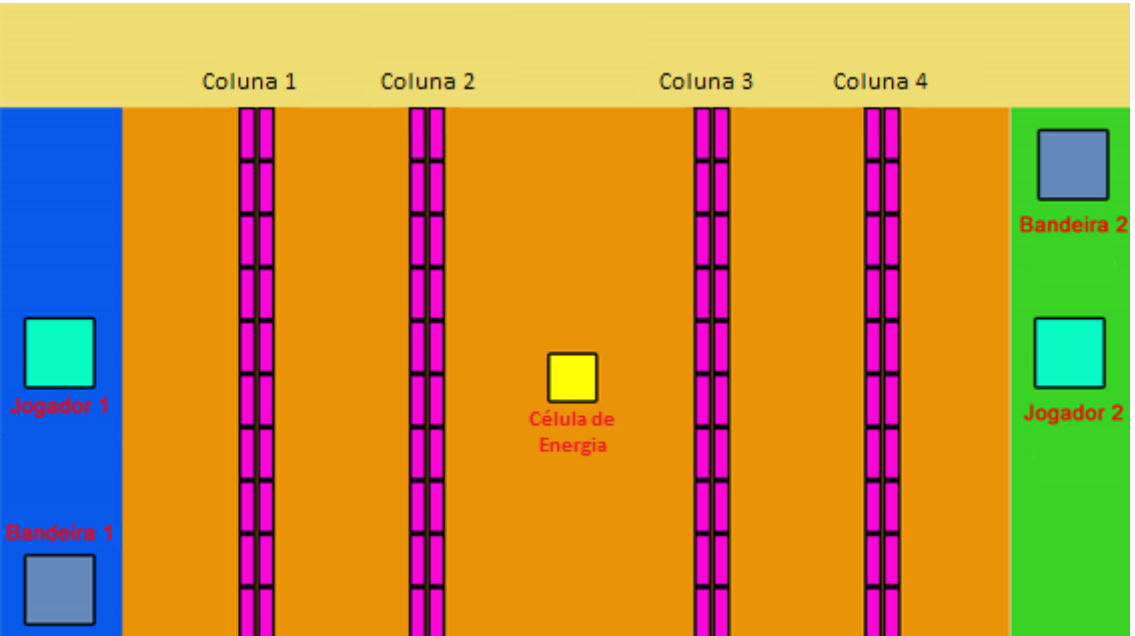 Coluna 1
Coluna 2
Coluna 3
Coluna 4
Bandeira 2
Jogador 1
Jogador 2
Célula de
Energia
Bandeira 1